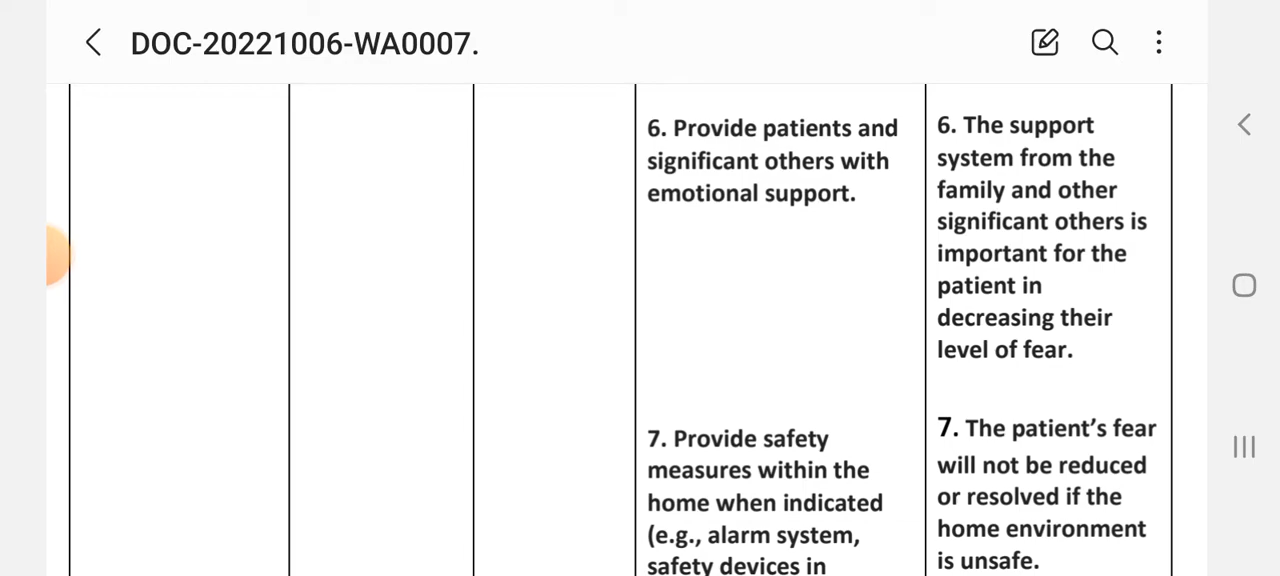 DOC-20221006-WA0007.
6. Provide patients and
significant others with
emotional support.
6. The support
system from the
family and other
significant others is
important for the
patient in
decreasing their
level of fear.
7. Provide safety
measures within the
home when indicated
(e.g., alarm system,
safety devices in
7. The patient’s fear
will not be reduced
or resolved if the
home environment
is unsafe.